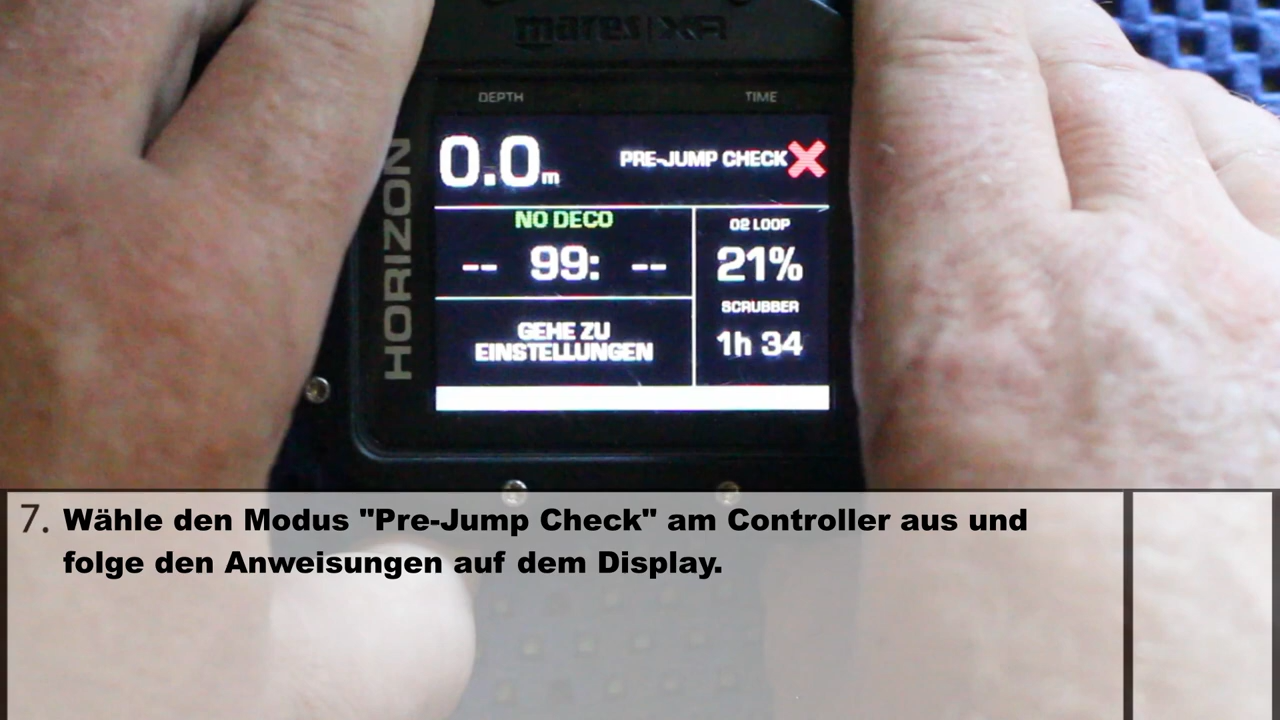 mares | XR
DEPTH TIME
HORIZON
0.0m PRE-JUMP CHECK
NO DECO
-- 99: --
O2 LOOP
21%
SCRUBBER
1h 34
GEHE ZU
EINSTELLUNGEN
7. Wähle den Modus "Pre-Jump Check" am Controller aus und
folge den Anweisungen auf dem Display.